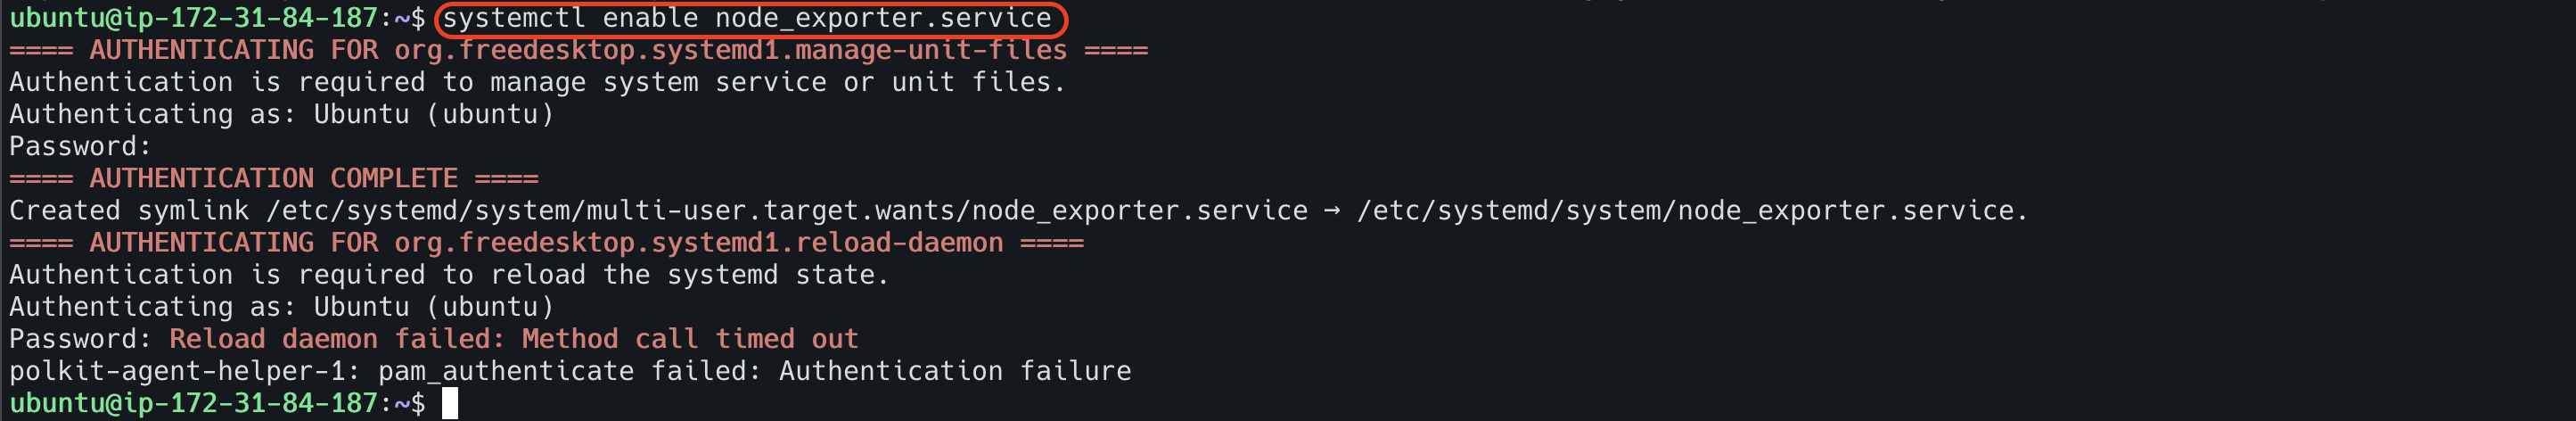 ubuntu@ip-172-31-84-187:~$ systemctl enable node_exporter.service
==== AUTHENTICATING FOR org.freedesktop.systemd1.manage-unit-files ====
Authentication is required to manage system service or unit files.
Authenticating as: Ubuntu (ubuntu)
Password:
==== AUTHENTICATION COMPLETE ====
Created symlink /etc/systemd/system/multi-user.target.wants/node_exporter.service → /etc/systemd/system/node_exporter.service.
==== AUTHENTICATING FOR org.freedesktop.systemd1.reload-daemon ====
Authentication is required to reload the systemd state.
Authenticating as: Ubuntu (ubuntu)
Password: Reload daemon failed: Method call timed out
polkit-agent-helper-1: pam_authenticate failed: Authentication failure
ubuntu@ip-172-31-84-187:~$